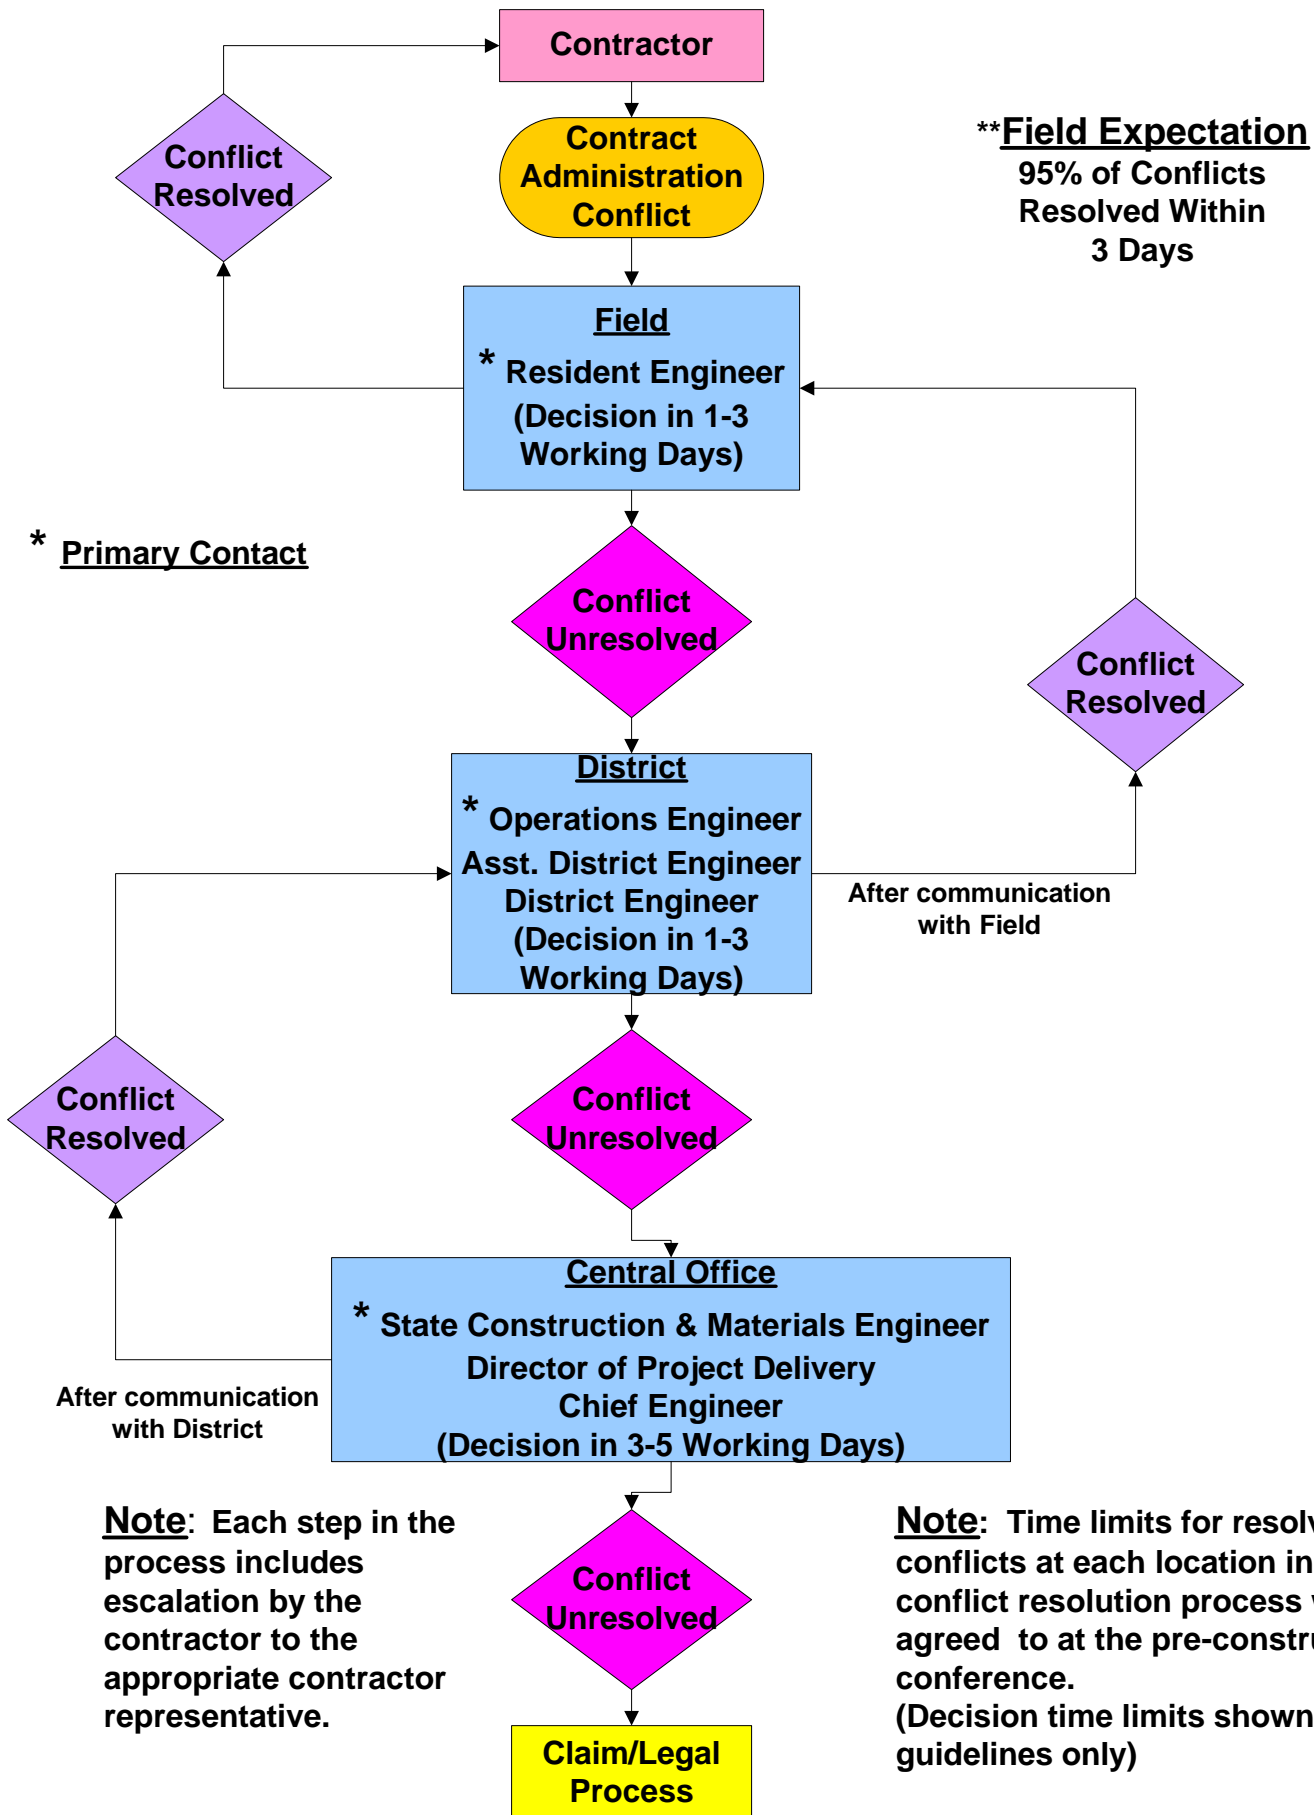 Contractor
Contract
Administration
Conflict
**Field Expectation
95% of Conflicts
Resolved Within
3 Days
Conflict
Resolved
Field
* Resident Engineer
(Decision in 1-3
Working Days)
* Primary Contact
Conflict
Unresolved
Conflict
Resolved
District
* Operations Engineer
Asst. District Engineer
District Engineer
(Decision in 1-3
Working Days)
After communication
with Field
Conflict
Resolved
Conflict
Unresolved
Central Office
* State Construction & Materials Engineer
Director of Project Delivery
Chief Engineer
(Decision in 3-5 Working Days)
After communication
with District
Note: Each step in the
process includes
escalation by the
contractor to the
appropriate contractor
representative.
Conflict
Unresolved
Note: Time limits for
conflicts at each location in
conflict resolution process
agreed to at the
conference.
(Decision time limits shown
guidelines only)
Claim/Legal
Process